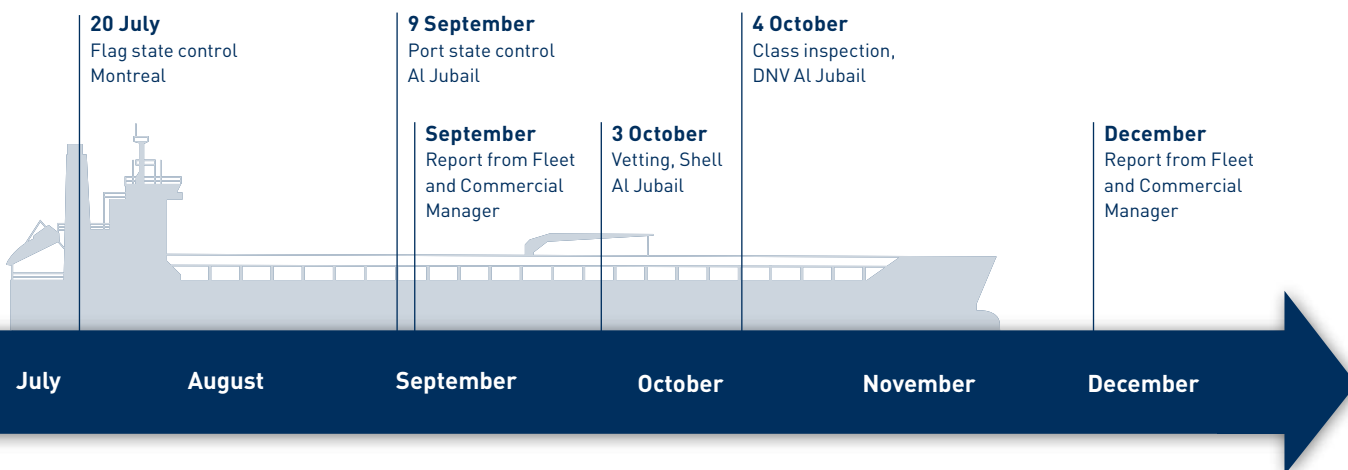 20 July
Flag state control
Montreal
9 September
Port state control
Al Jubail
4 October
Class inspection,
DNV Al Jubail
September
Report from Fleet
and Commercial
Manager
3 October
Vetting, Shell
Al Jubail
December
Report from Fleet
and Commercial
Manager
July
August
September
October
November
December